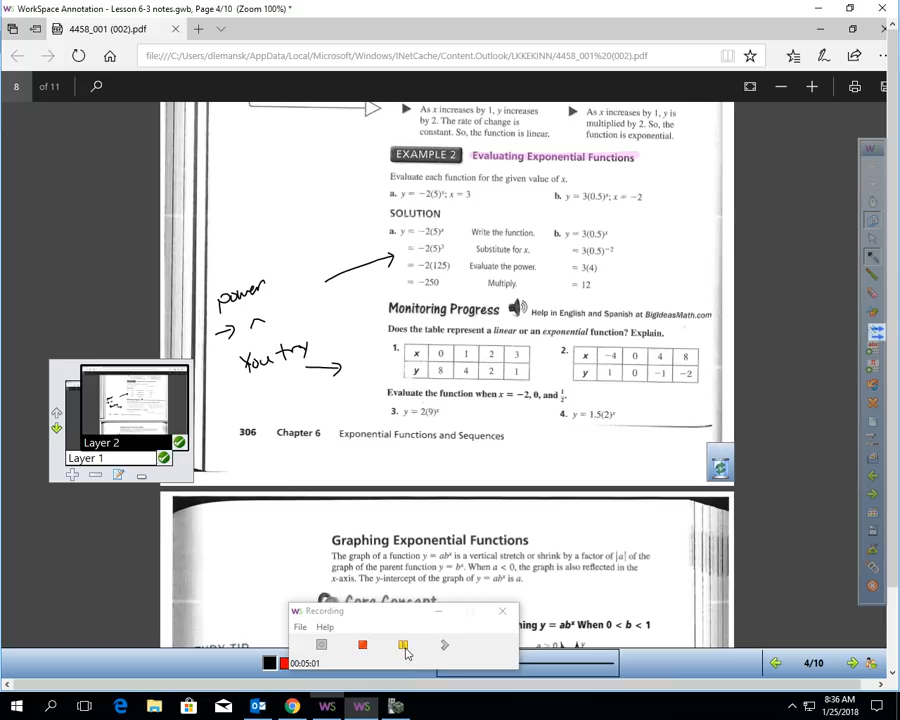 WorkSpace Annotation - Lesson 6-3 notes.gwb, Page 4/10 (Zoom 100%) *
4458_001 (002).pdf
file:///C:/Users/dlemansk/AppData/Local/Microsoft/Windows/INetCache/Content.Outlook/LKKEKINN/4458_001%20(002).pdf
8 of 11
As x increases by 1, y increases
by 2. The rate of change is
constant. So, the function is linear.
As x increases by 1, y is
multiplied by 2. So, the
function is exponential.
EXAMPLE 2 Evaluating Exponential Functions
Evaluate each function for the given value of x.
a. y = −2(5)ˣ; x = 3
b. y = 3(0.5)ˣ; x = −2
SOLUTION
a. y = −2(5)ˣ Write the function. b. y = 3(0.5)ˣ
= −2(5)³ Substitute for x. = 3(0.5)⁻²
= −2(125) Evaluate the power. = 3(4)
= −250 Multiply. = 12
power
→ ^
You try
Monitoring Progress Help in English and Spanish at BigIdeasMath.com
Does the table represent a linear or an exponential function? Explain.
1. x 0 1 2 3
y 8 4 2 1
2. x −4 0 4 8
y 1 0 −1 −2
Evaluate the function when x = −2, 0, and ½.
3. y = 2(9)ˣ
4. y = 1.5(2)ˣ
306 Chapter 6 Exponential Functions and Sequences
Layer 2
Layer 1
Graphing Exponential Functions
The graph of a function y = abˣ is a vertical stretch or shrink by a factor of |a| of the
graph of the parent function y = bˣ. When a < 0, the graph is also reflected in the
x-axis. The y-intercept of the graph of y = abˣ is a.
Core Concept
hing y = abˣ When 0 < b < 1
STUDY TIP
a > 0
WS Recording
File Help
00:05:01
4/10
8:36 AM
1/25/2018